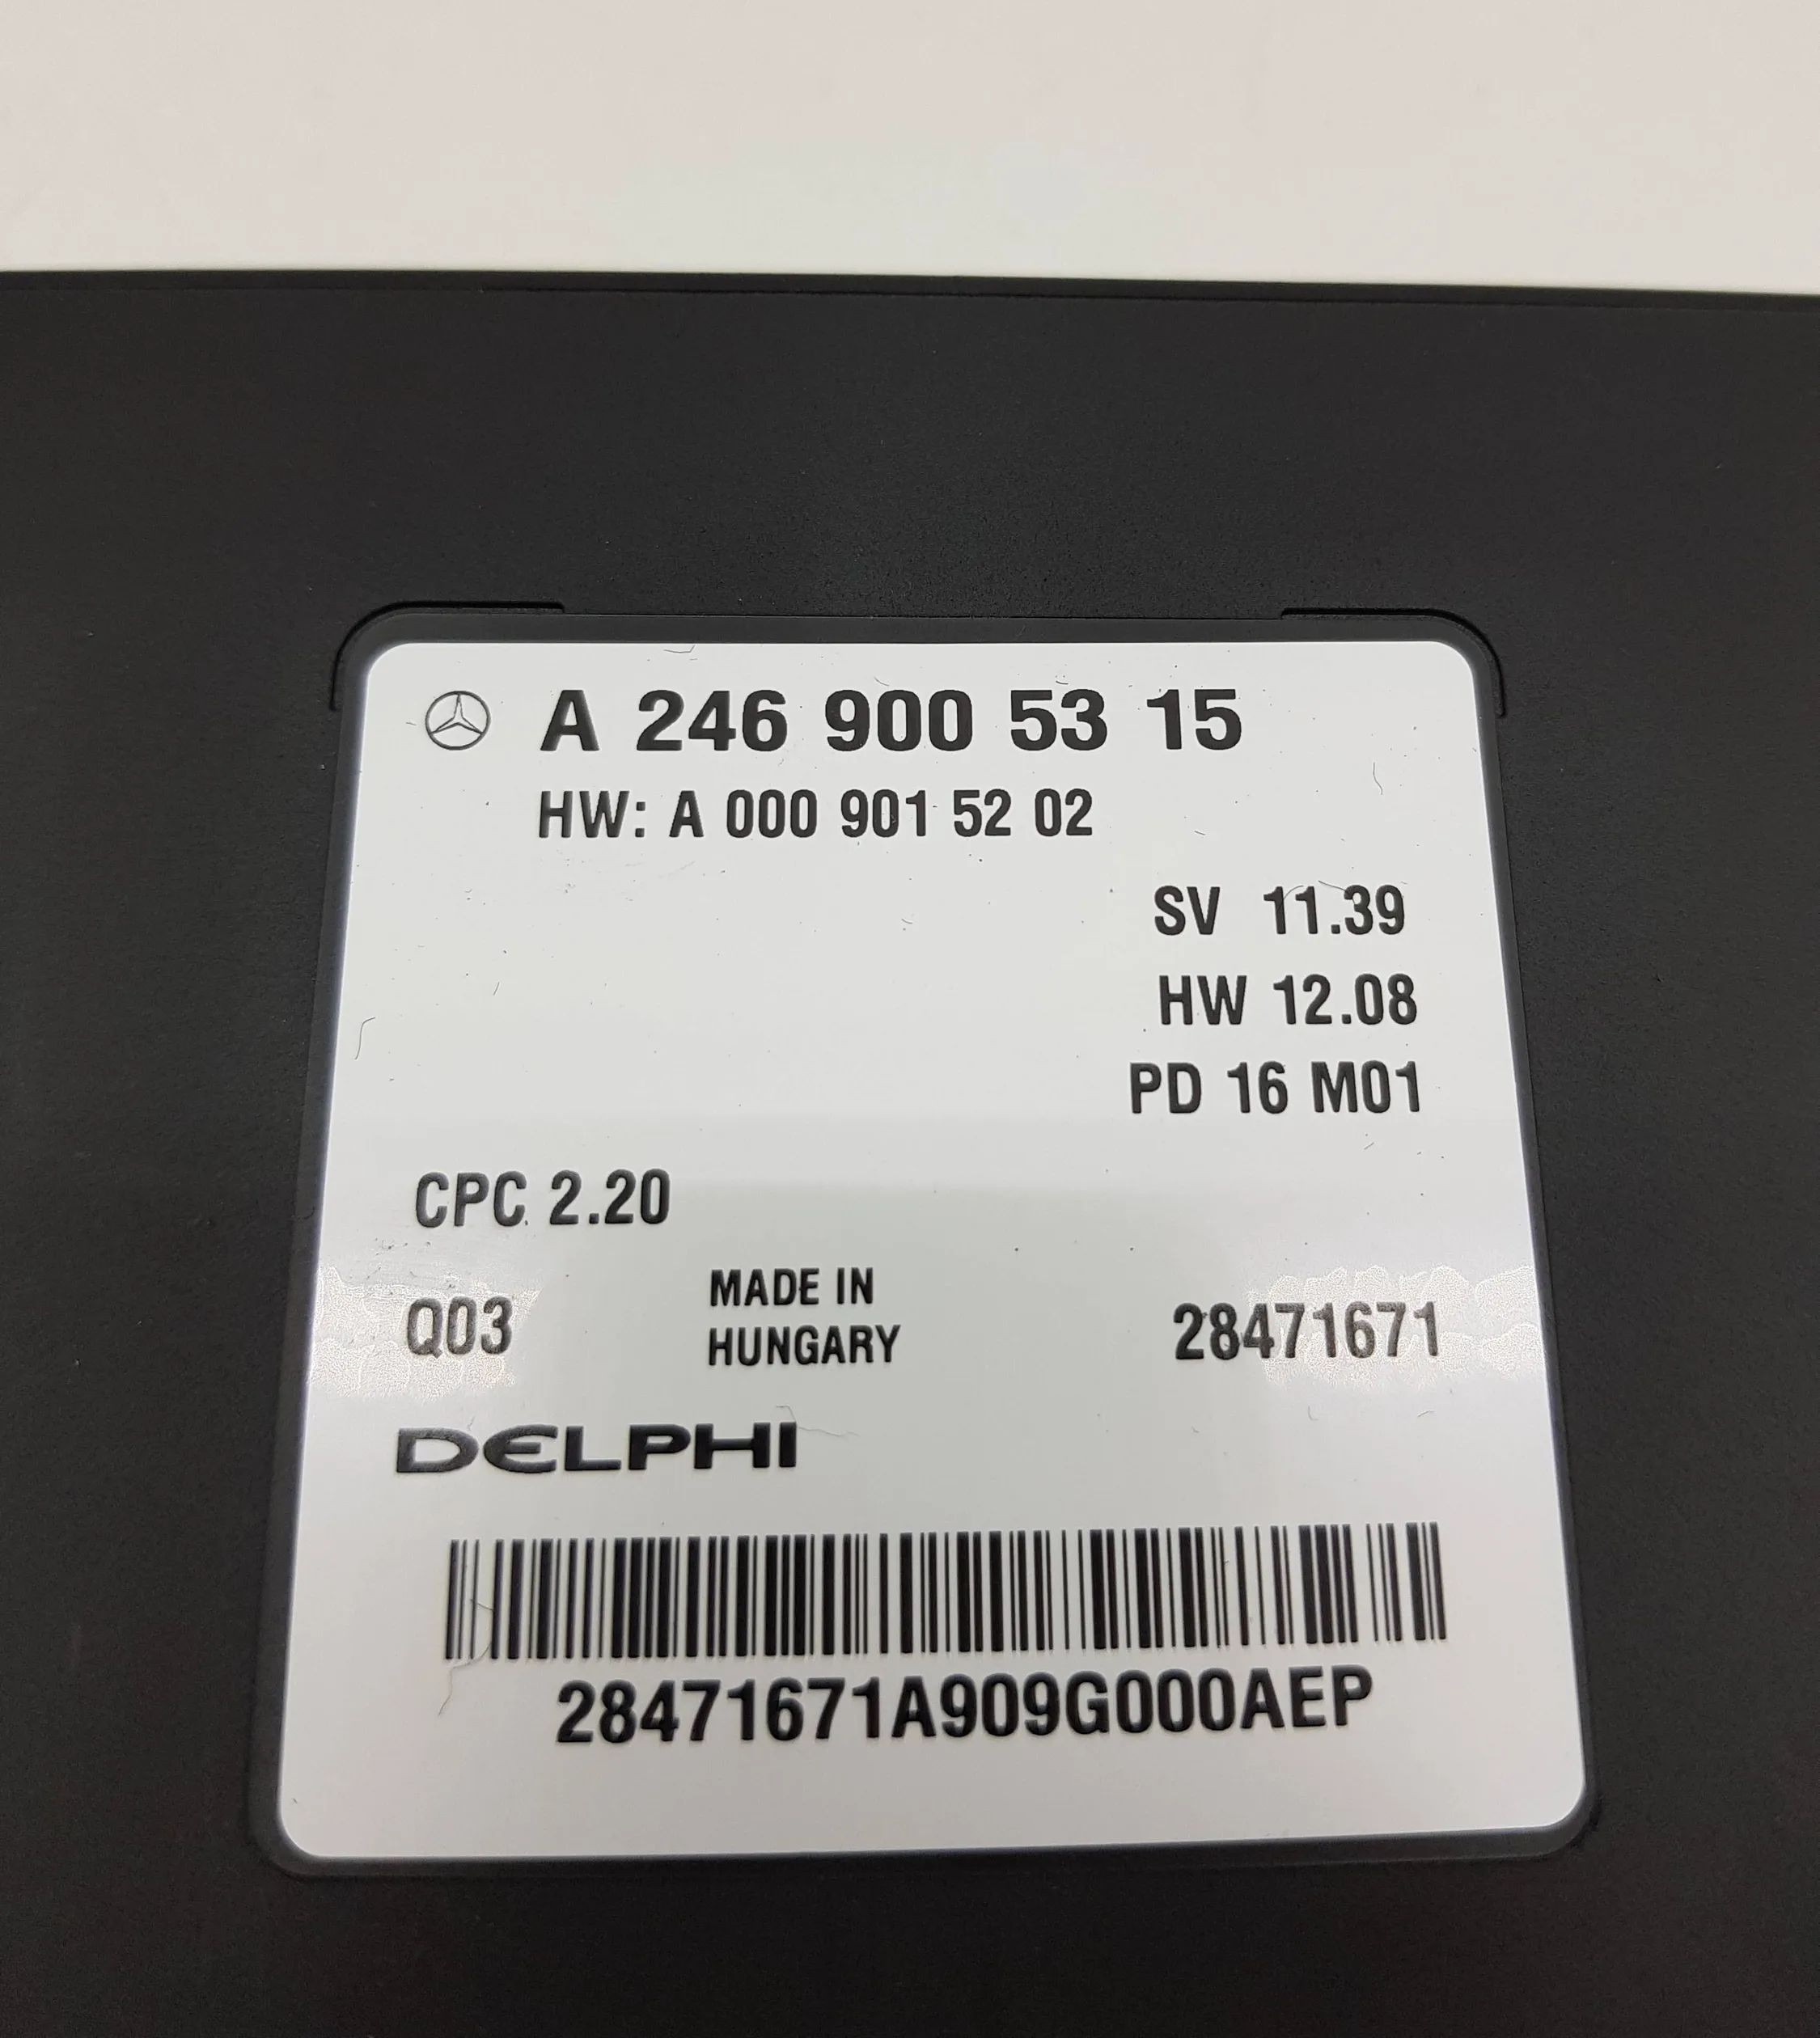 A 246 900 53 15
HW: A 000 901 52 02
SV 11.39
HW 12.08
PD 16 M01
CPC 2.20
Q03
MADE IN
HUNGARY
28471671
DELPHI
28471671A909G000AEP